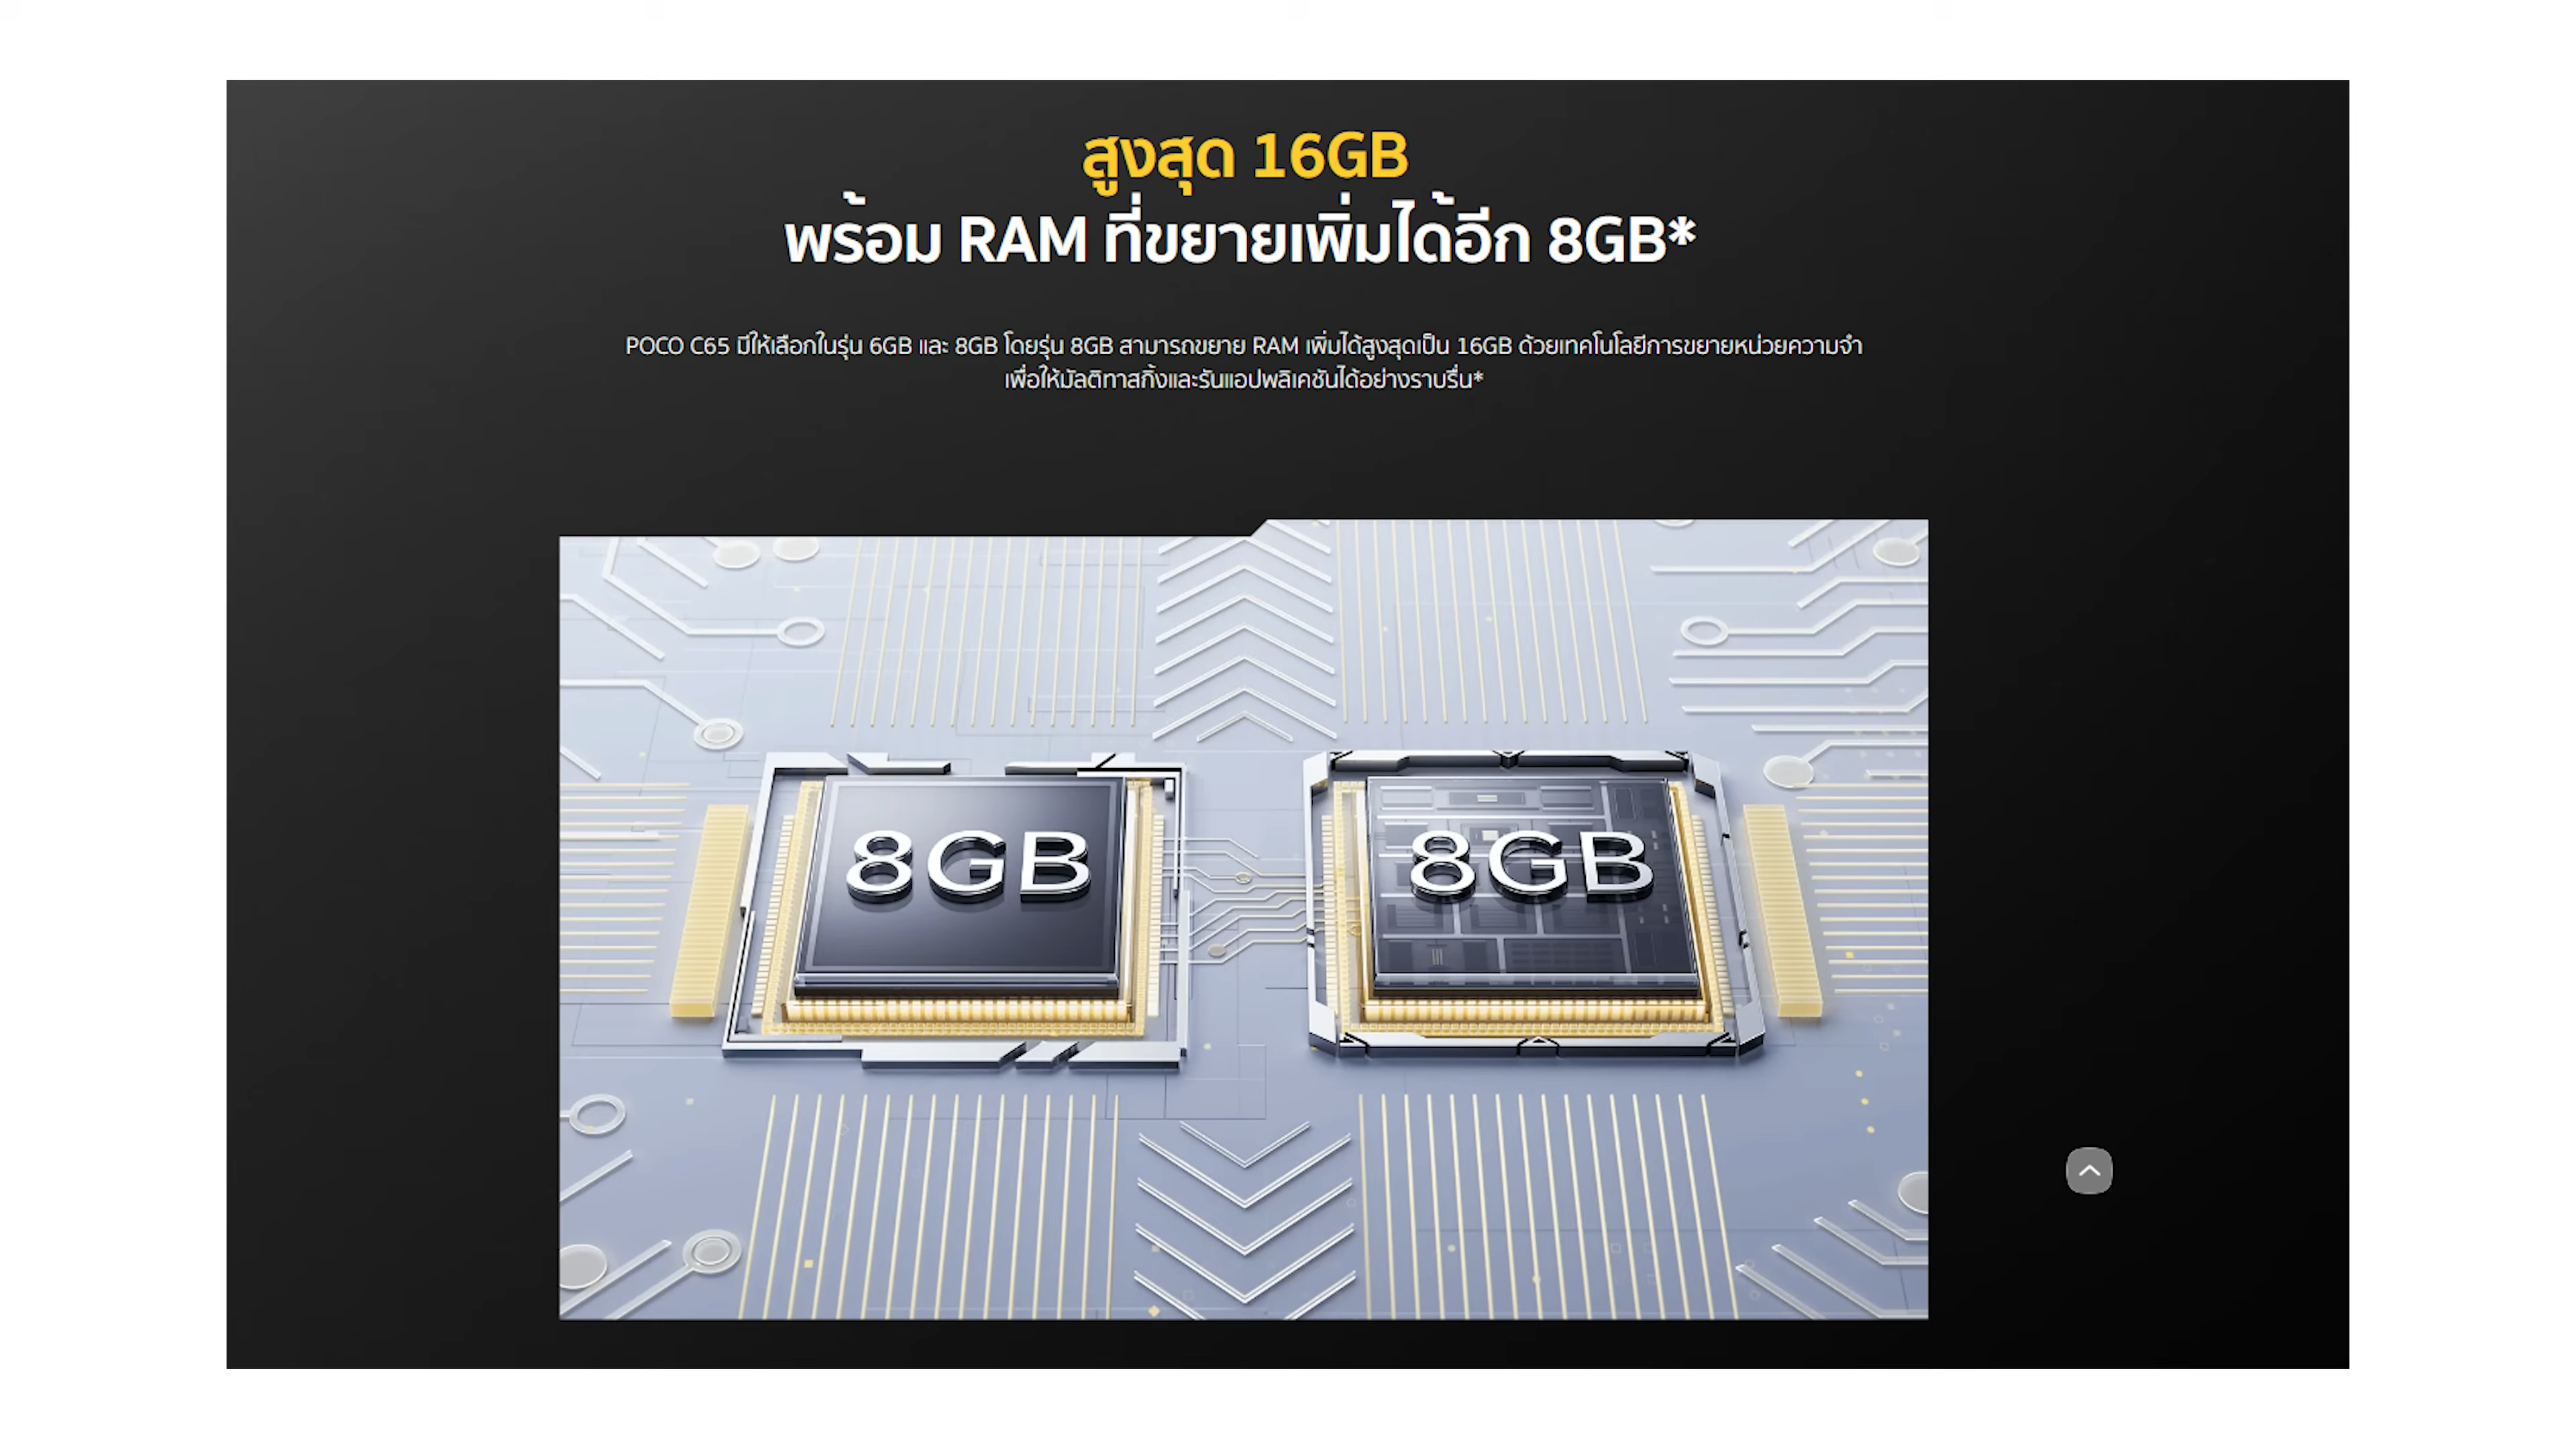 สูงสุด 16GB
พร้อม RAM ที่ขยายเพิ่มได้อีก 8GB*
POCO C65 มีให้เลือกในรุ่น 6GB และ 8GB โดยรุ่น 8GB สามารถขยาย RAM เพิ่มได้สูงสุดเป็น 16GB ด้วยเทคโนโลยีการขยายหน่วยความจำ
เพื่อให้มัลติทาสกิ้งและรันแอปพลิเคชันได้อย่างราบรื่น*
8GB
8GB